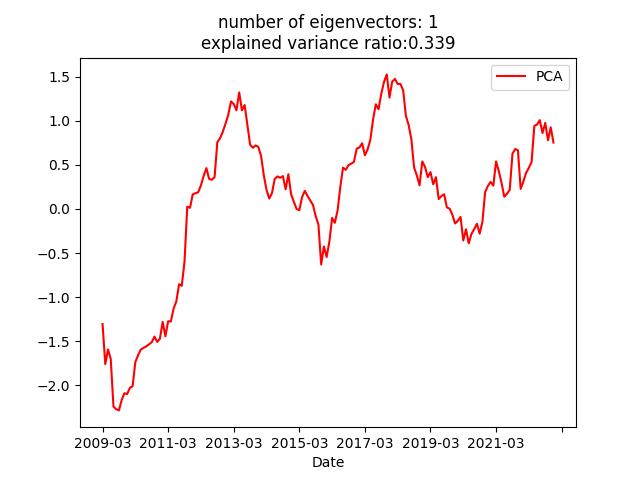 number of eigenvectors: 1
explained variance ratio:0.339
PCA
1.5
1.0
0.5
0.0
−0.5
−1.0
−1.5
−2.0
2009-03 2011-03 2013-03 2015-03 2017-03 2019-03 2021-03
Date